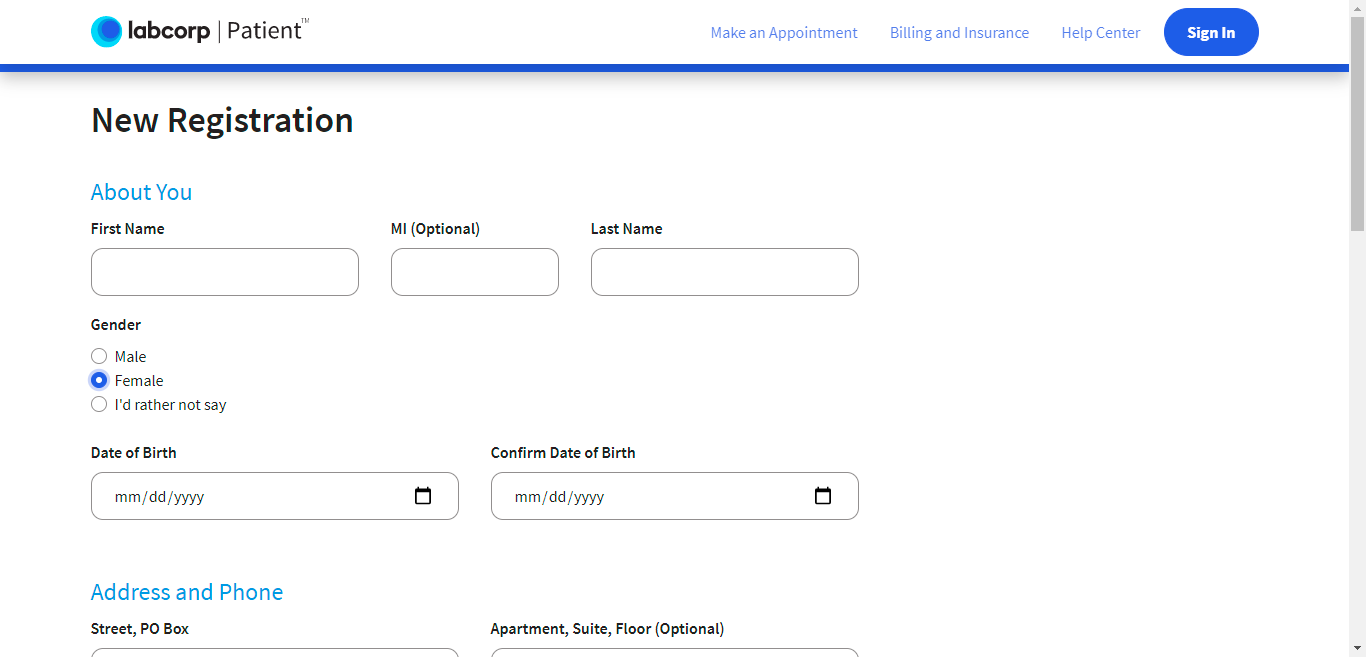 labcorp | Patient™ Make an Appointment Billing and Insurance Help Center Sign In
New Registration
About You
First Name MI (Optional) Last Name
Gender
Male
Female
I'd rather not say
Date of Birth Confirm Date of Birth
mm/dd/yyyy mm/dd/yyyy
Address and Phone
Street, PO Box Apartment, Suite, Floor (Optional)